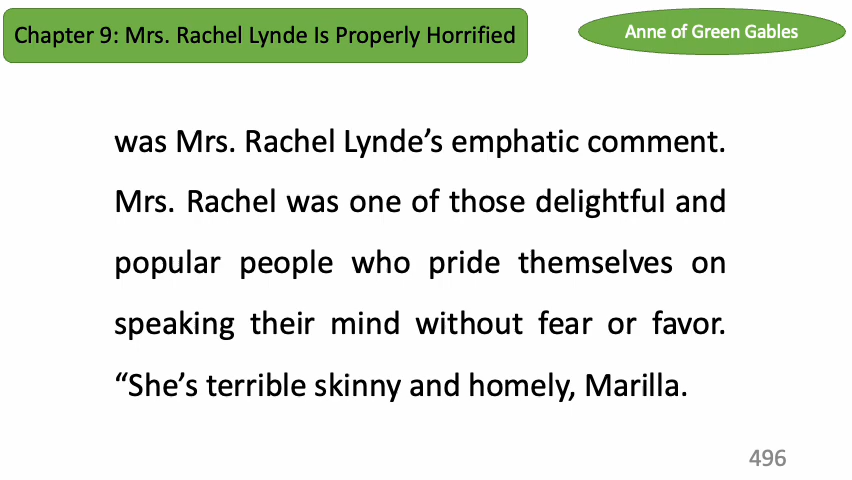 Chapter 9: Mrs. Rachel Lynde Is Properly Horrified
Anne of Green Gables
was Mrs. Rachel Lynde’s emphatic comment.
Mrs. Rachel was one of those delightful and
popular people who pride themselves on
speaking their mind without fear or favor.
“She’s terrible skinny and homely, Marilla.
496